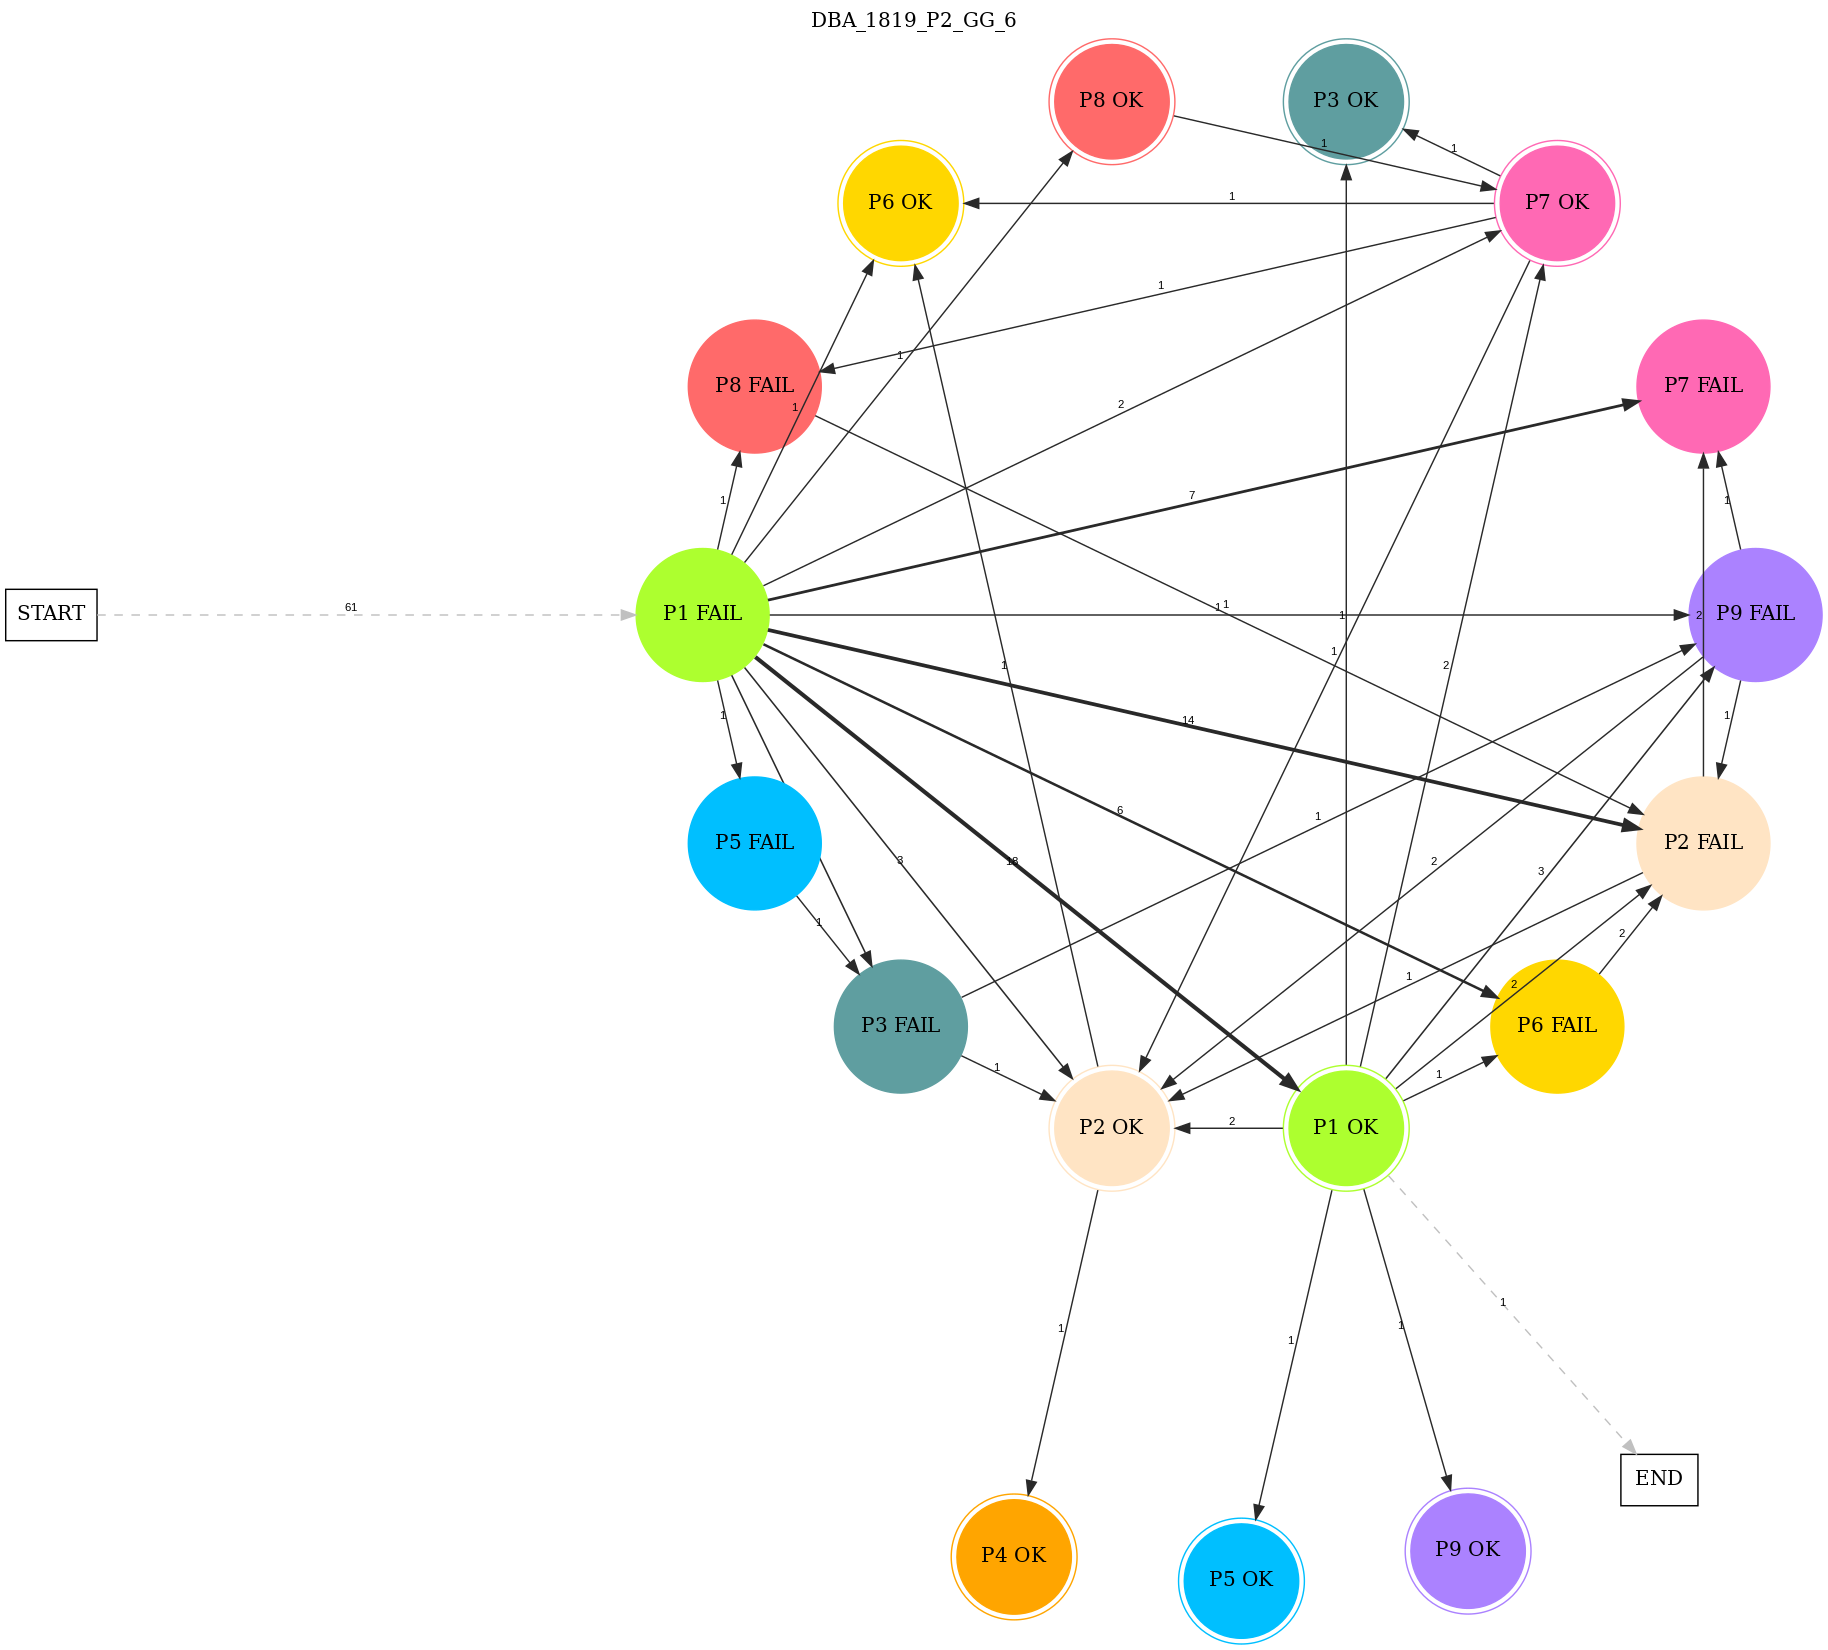 DBA_1819_P2_GG_6
P8 OK
P3 OK
1
1
P6 OK
1
P7 OK
1
1
P8 FAIL
1
2
P7 FAIL
1
7
1
START
61
P1 FAIL
1
1
1
2
P9 FAIL
1
1
2
1
14
1
6
1
P5 FAIL
3
18
2
3
P2 FAIL
1
1
2
2
P3 FAIL
P6 FAIL
1
1
P2 OK
2
P1 OK
1
1
1
1
P4 OK
P5 OK
P9 OK
END